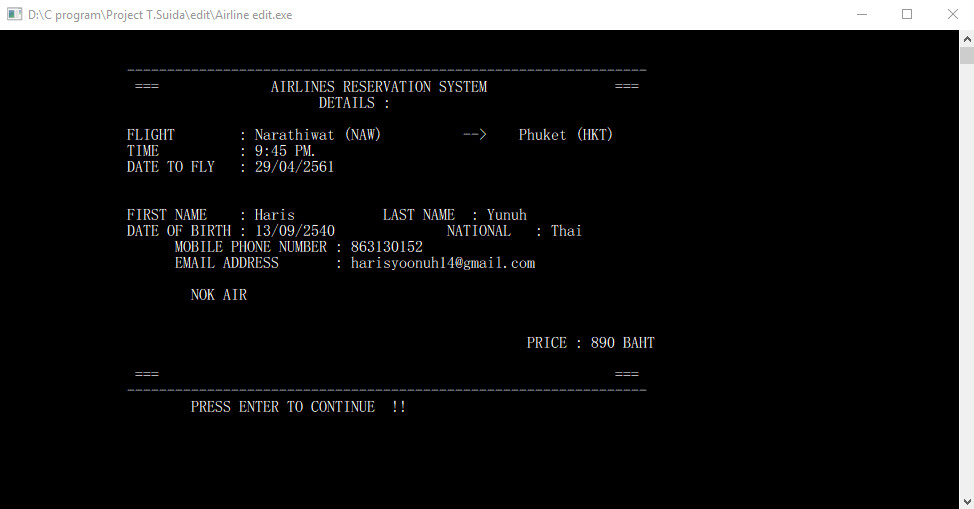 D:\C program\Project T.Suida\edit\Airline edit.exe
-----------------------------------------------------------------
=== AIRLINES RESERVATION SYSTEM ===
DETAILS :
FLIGHT : Narathiwat (NAW) --> Phuket (HKT)
TIME : 9:45 PM.
DATE TO FLY : 29/04/2561
FIRST NAME : Haris LAST NAME : Yunuh
DATE OF BIRTH : 13/09/2540 NATIONAL : Thai
MOBILE PHONE NUMBER : 863130152
EMAIL ADDRESS : harisyoonuh14@gmail.com
NOK AIR
PRICE : 890 BAHT
=== ===
-----------------------------------------------------------------
PRESS ENTER TO CONTINUE !!